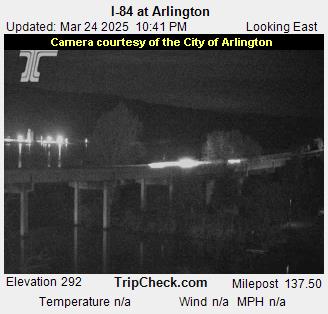 I-84 at Arlington
Updated: Mar 24 2025 10:41 PM Looking East
Camera courtesy of the City of Arlington
Elevation 292 TripCheck.com Milepost 137.50
Temperature n/a Wind n/a MPH n/a